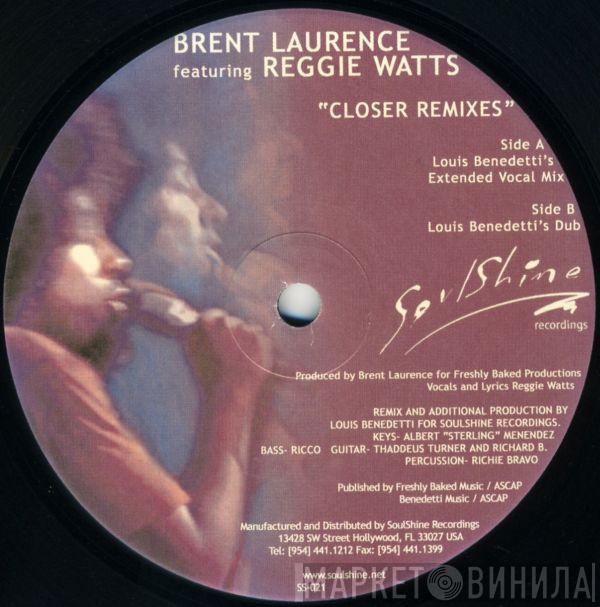 BRENT LAURENCE
featuring REGGIE WATTS
"CLOSER REMIXES"
Side A
Louis Benedetti's
Extended Vocal Mix
Side B
Louis Benedetti's Dub
SoulShine
recordings
Produced by Brent Laurence for Freshly Baked Productions
Vocals and Lyrics Reggie Watts
REMIX AND ADDITIONAL PRODUCTION BY
LOUIS BENEDETTI FOR SOULSHINE RECORDINGS.
KEYS- ALBERT "STERLING" MENENDEZ
BASS- RICCO GUITAR- THADDEUS TURNER AND RICHARD B.
PERCUSSION- RICHIE BRAVO
Published by Freshly Baked Music / ASCAP
Benedetti Music / ASCAP
Manufactured and Distributed by SoulShine Recordings
13428 SW Street Hollywood, FL 33027 USA
Tel: [954] 441.1212 Fax: [954] 441.1399
www.soulshine.net
SS-021
МАРКЕТ ВИНИЛА